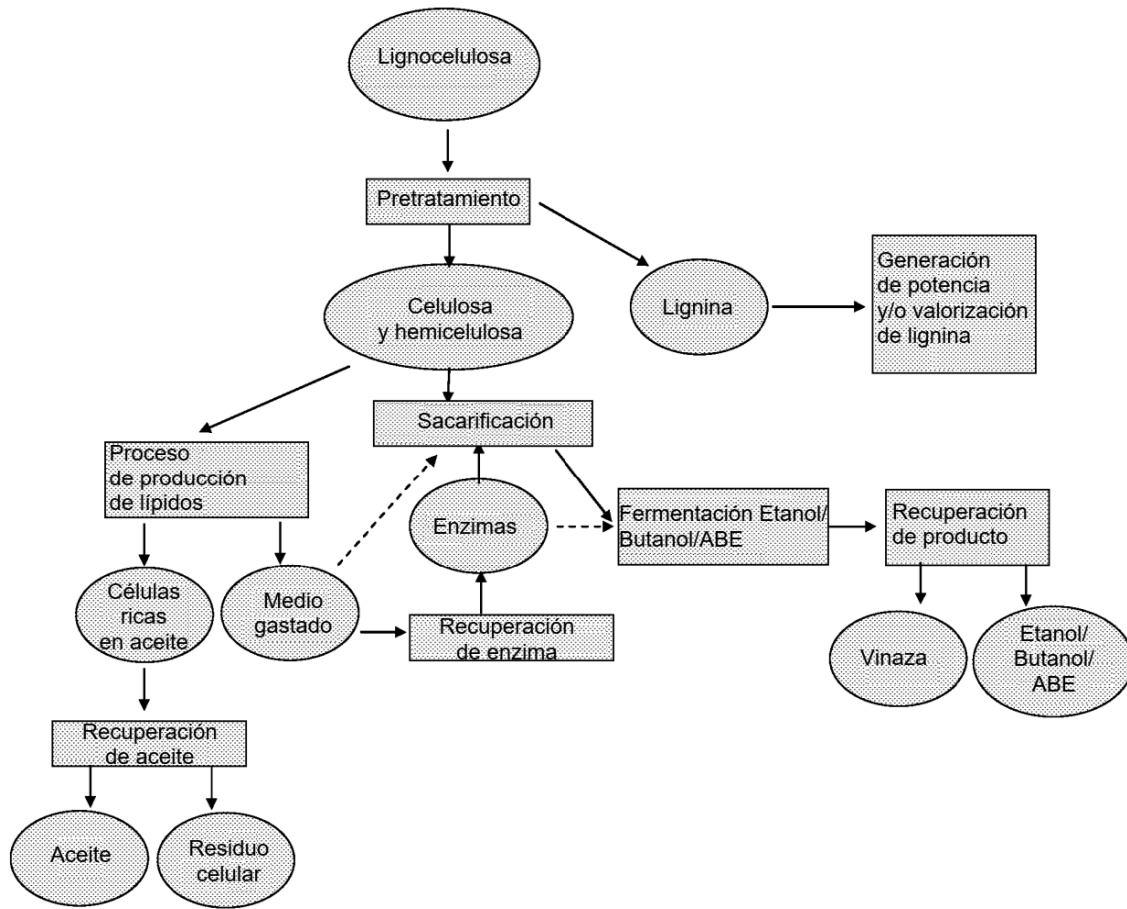 Lignocelulosa
Pretratamiento
Celulosa
y hemicelulosa
Lignina
Generación
de potencia
y/o valorización
de lignina
Sacarificación
Proceso
de producción
de lípidos
Enzimas
Fermentación Etanol/
Butanol/ABE
Recuperación
de producto
Células
ricas
en aceite
Medio
gastado
Recuperación
de enzima
Vinaza
Etanol/
Butanol/
ABE
Recuperación
de aceite
Aceite
Residuo
celular